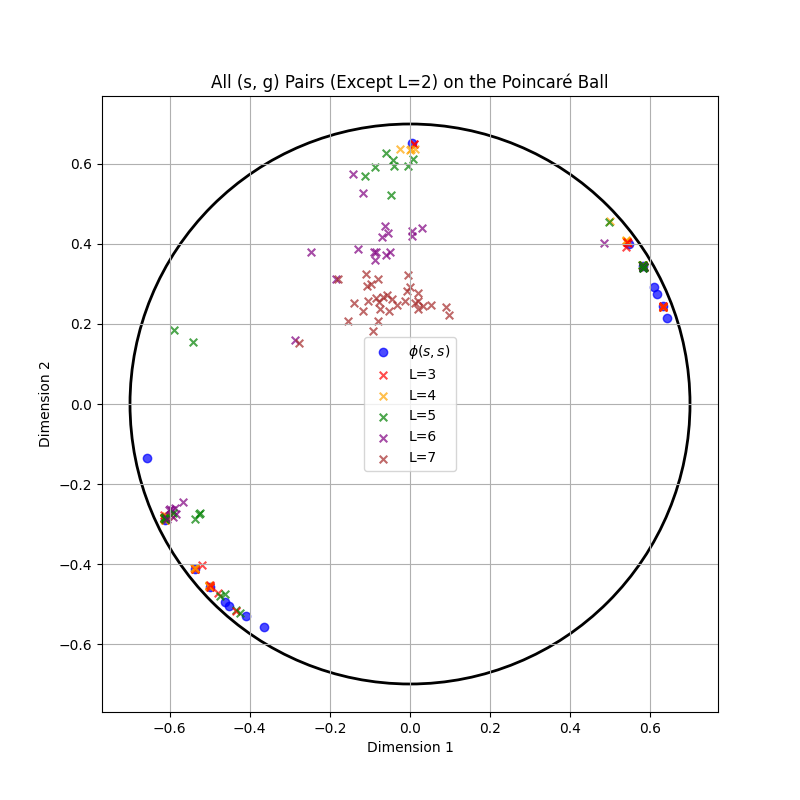 All (s, g) Pairs (Except L=2) on the Poincaré Ball
0.6
0.4
0.2
0.0
−0.2
−0.4
−0.6
Dimension 2
ϕ(s, s)
L=3
L=4
L=5
L=6
L=7
−0.6 −0.4 −0.2 0.0 0.2 0.4 0.6
Dimension 1